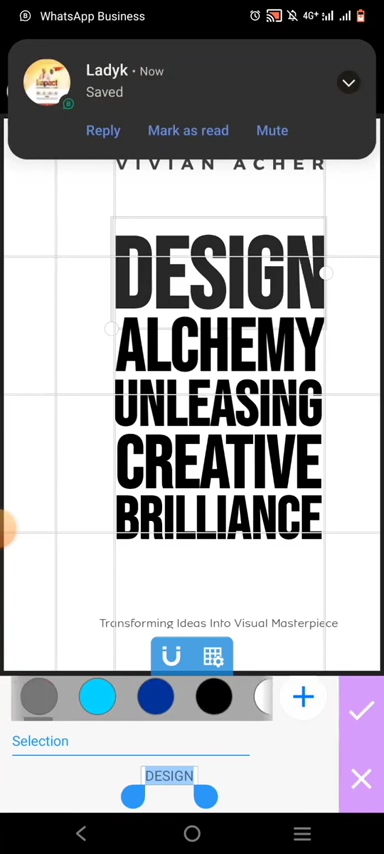 WhatsApp Business
4G+
Ladyk • Now
Saved
Reply Mark as read Mute
VIVIAN ACHER
DESIGN
ALCHEMY
UNLEASING
CREATIVE
BRILLIANCE
Transforming Ideas Into Visual Masterpiece
Selection
DESIGN